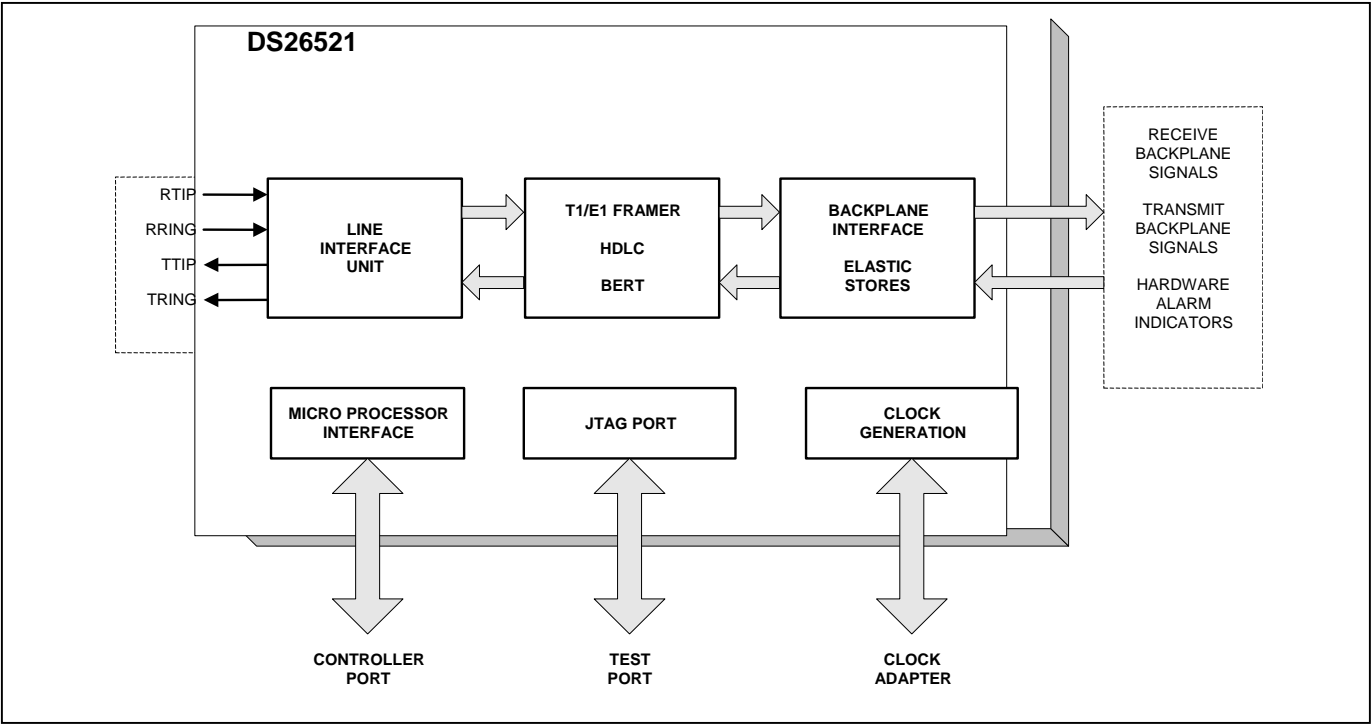 DS26521
RTIP
RRING
TTIP
TRING
LINE
INTERFACE
UNIT
T1/E1 FRAMER
HDLC
BERT
BACKPLANE
INTERFACE
ELASTIC
STORES
RECEIVE
BACKPLANE
SIGNALS
TRANSMIT
BACKPLANE
SIGNALS
HARDWARE
ALARM
INDICATORS
MICRO PROCESSOR
INTERFACE
JTAG PORT
CLOCK
GENERATION
CONTROLLER
PORT
TEST
PORT
CLOCK
ADAPTER